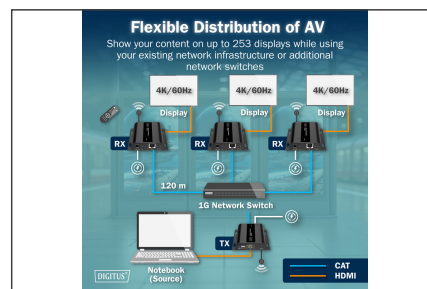 Flexible Distribution of AV
Show your content on up to 253 displays while using
your existing network infrastructure or additional
network switches
4K/60Hz
4K/60Hz
4K/60Hz
Display
Display
Display
RX
RX
RX
120 m
1G Network Switch
TX
Notebook
(Source)
DIGITUS®
CAT
HDMI